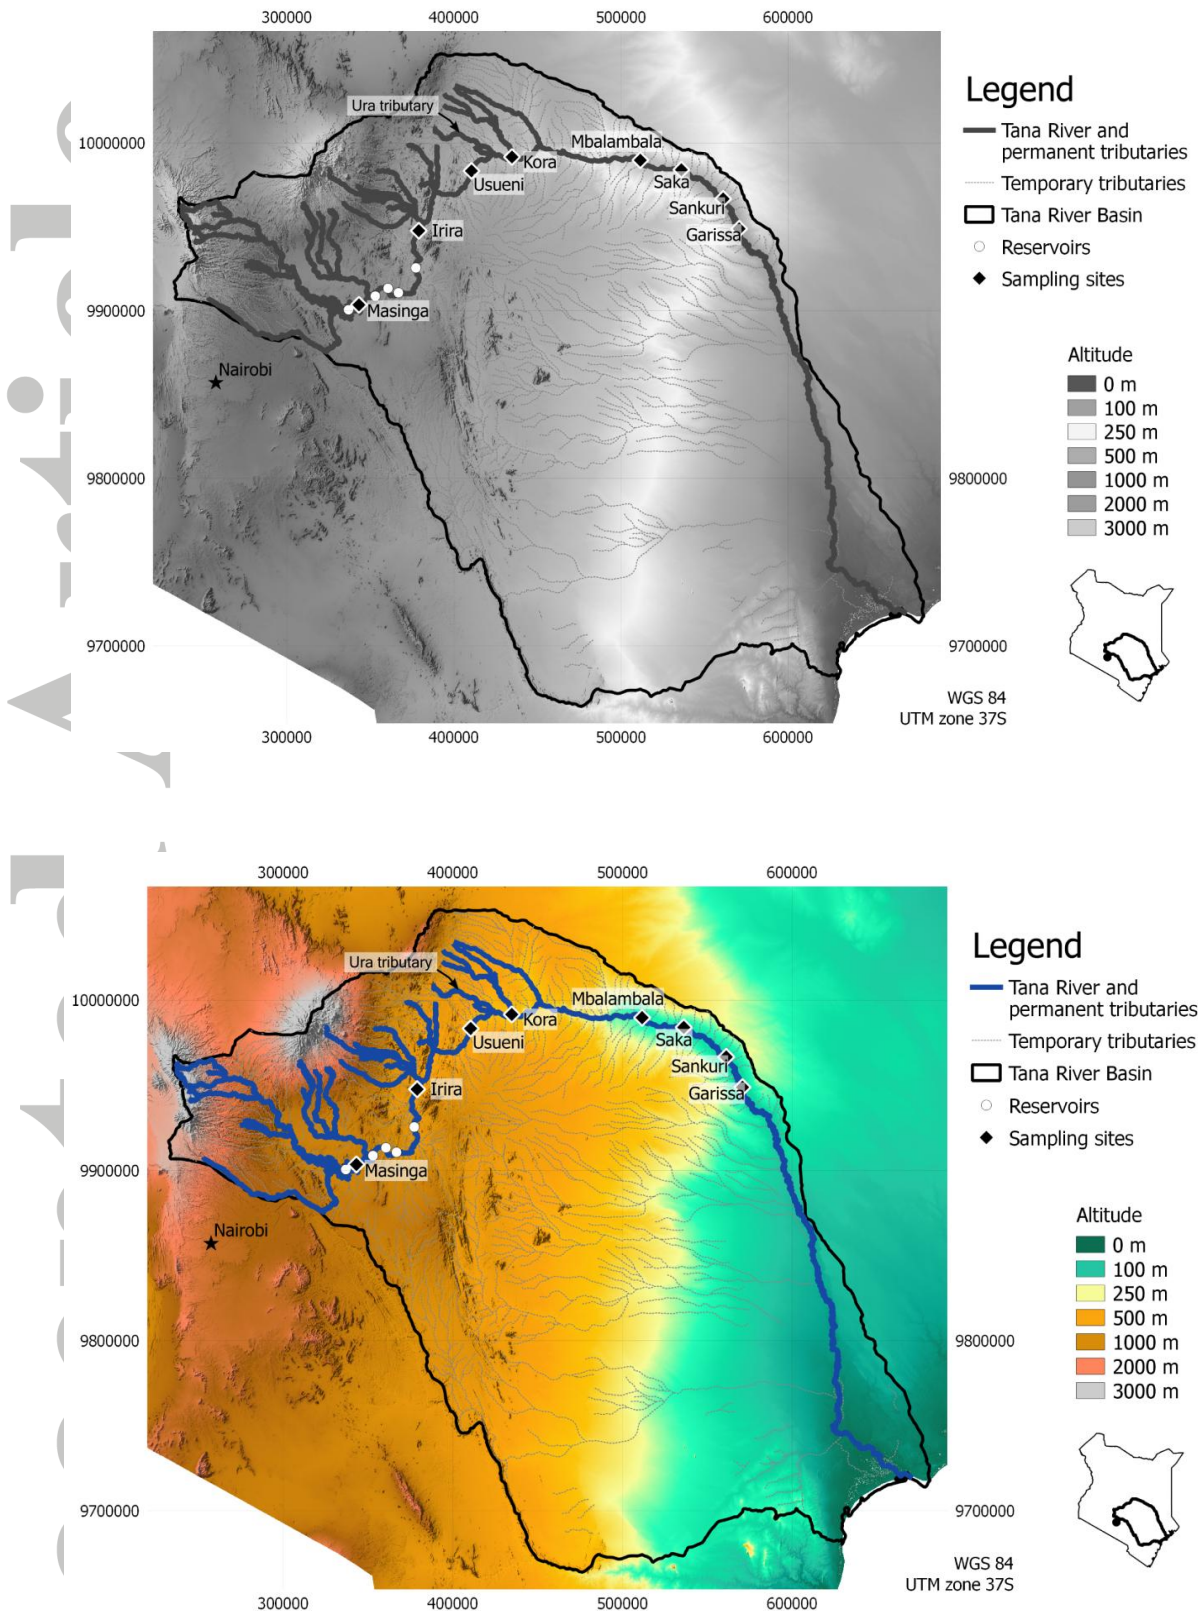 300000 400000 500000 600000
Legend
Tana River and
permanent tributaries
Temporary tributaries
Tana River Basin
Reservoirs
Sampling sites
Ura tributary
10000000
Mbalambala
Kora
Usueni
Saka
Sankuri
Garissa
Irira
Masinga
9900000
Nairobi
Altitude
0 m
100 m
250 m
500 m
1000 m
2000 m
3000 m
9800000 9800000
9700000 9700000
WGS 84
UTM zone 37S
300000 400000 500000 600000
300000 400000 500000 600000
Legend
Tana River and
permanent tributaries
Temporary tributaries
Tana River Basin
Reservoirs
Sampling sites
Ura tributary
10000000
Mbalambala
Kora
Usueni
Saka
Sankuri
Garissa
Irira
Masinga
9900000
Nairobi
Altitude
0 m
100 m
250 m
500 m
1000 m
2000 m
3000 m
9800000 9800000
9700000 9700000
WGS 84
UTM zone 37S
300000 400000 500000 600000